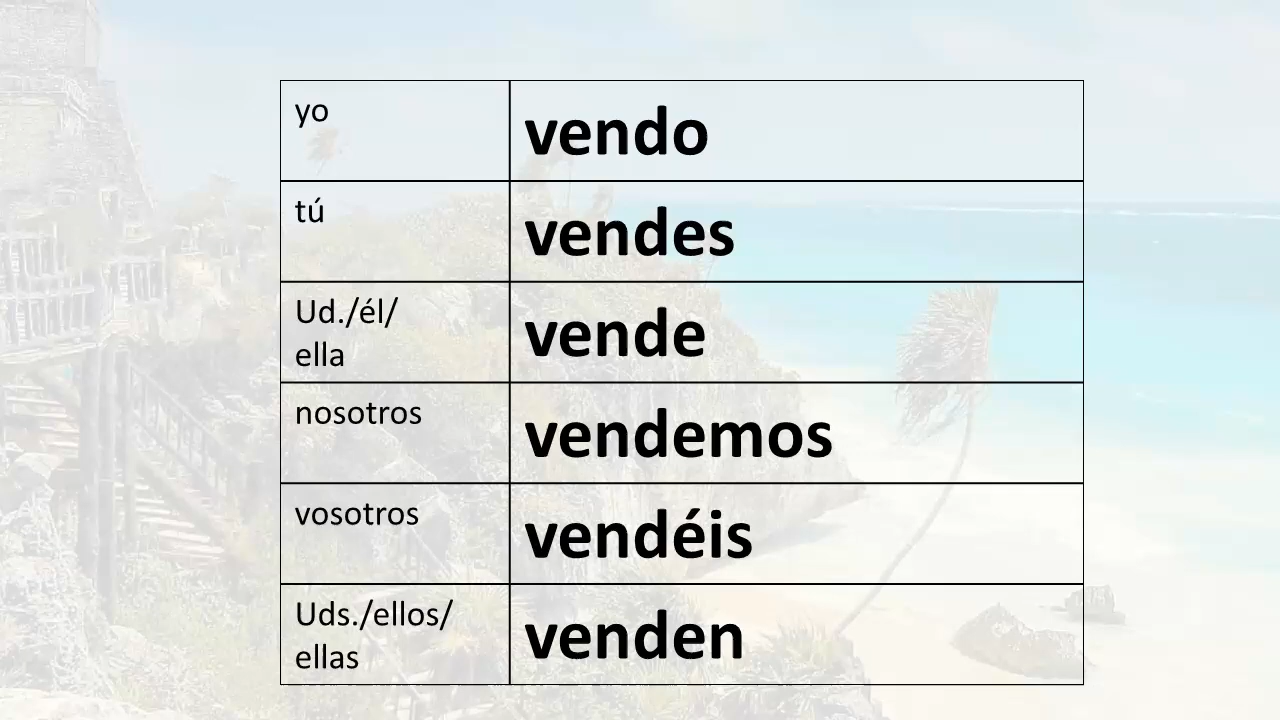 yo
vendo
tú
vendes
Ud./él/
ella
vende
nosotros
vendemos
vosotros
vendéis
Uds./ellos/
ellas
venden